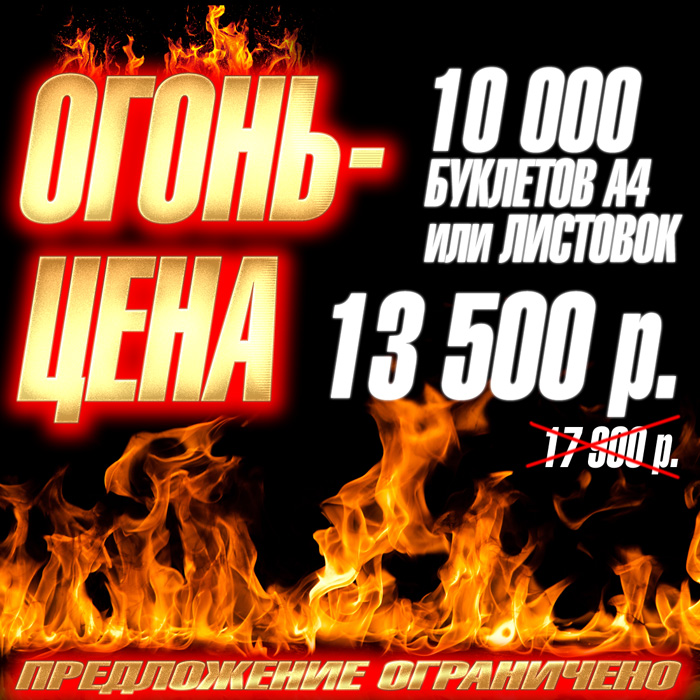 ОГОНЬ-
ЦЕНА
10 000
БУКЛЕТОВ А4
или ЛИСТОВОК
13 500 р.
17 900 р.
ПРЕДЛОЖЕНИЕ ОГРАНИЧЕНО